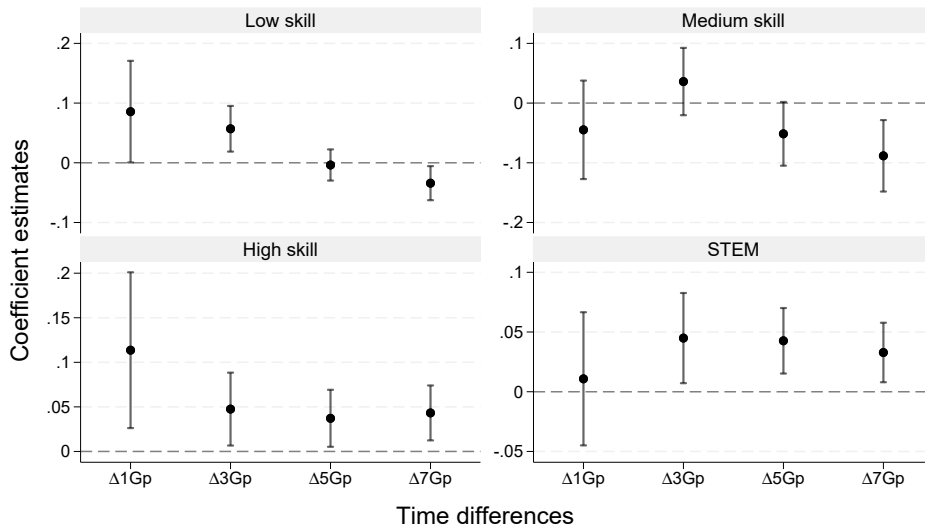 Low skill
Medium skill
.2
.1
0
-.1
.1
0
-.1
-.2
High skill
STEM
.2
.15
.1
.05
0
.1
.05
0
-.05
Δ1Gp Δ3Gp Δ5Gp Δ7Gp
Δ1Gp Δ3Gp Δ5Gp Δ7Gp
Coefficient estimates
Time differences